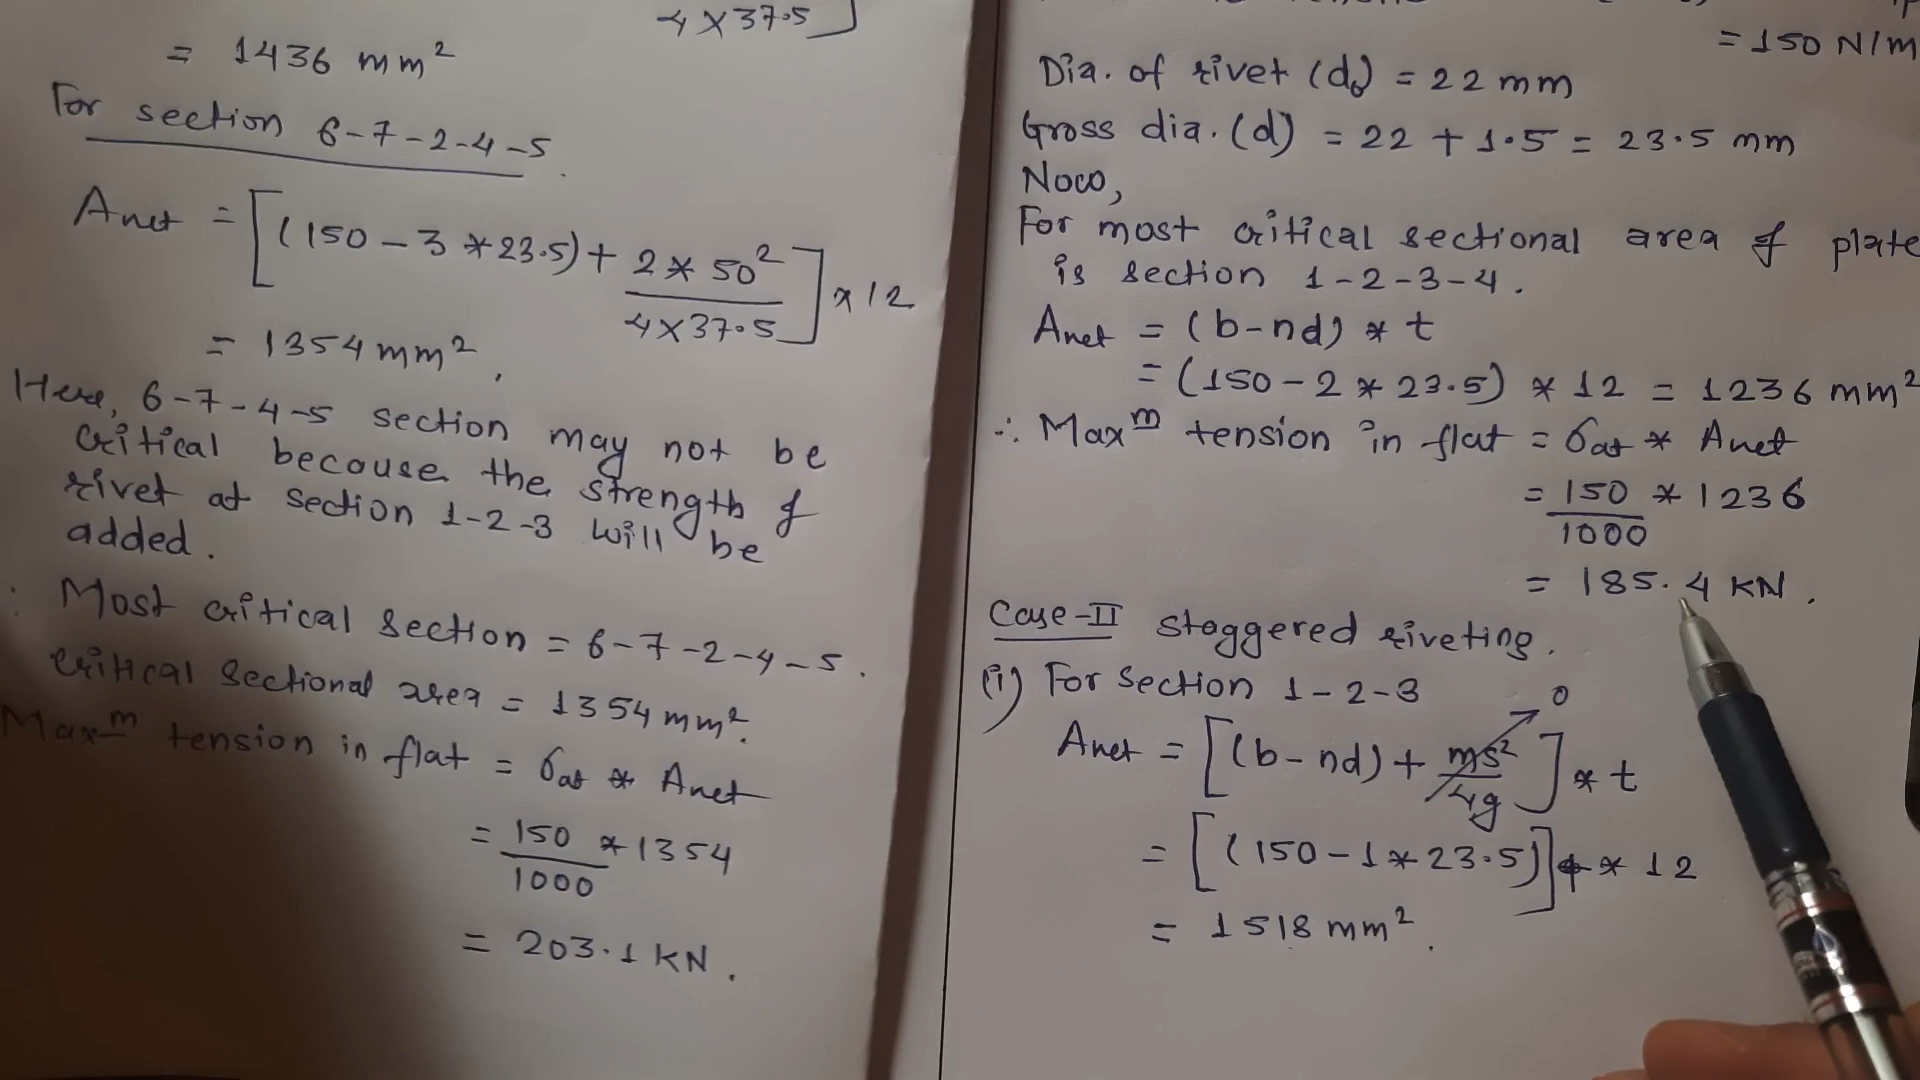 4 X 37.5 ]
= 1436 mm²
For section 6-7-2-4-5.
Anet = [(150 - 3 * 23.5) + 2 * 50² / 4 X 37.5] * 12
= 1354 mm².
Here, 6-7-4-5 section may not be
critical because the strength of
rivet at section 1-2-3 will be
added.
: Most critical section = 6-7-2-4-5.
critical sectional area = 1354 mm².
Maxᵐ tension in flat = σat * Anet
= 150 / 1000 * 1354
= 203.1 KN.
= 150 N/m
Dia. of rivet (d₀) = 22 mm
Gross dia. (d) = 22 + 1.5 = 23.5 mm
Now,
For most critical sectional area of plate
is section 1-2-3-4.
Anet = (b-nd) * t
= (150 - 2 * 23.5) * 12 = 1236 mm²
∴ Maxᵐ tension in flat = σat * Anet
= 150 / 1000 * 1236
= 185.4 KN.
Case-II staggered riveting.
(i) For section 1-2-3
Anet = [(b-nd) + ms² / 4g] * t
0
= [(150 - 1 * 23.5)] * 12
= 1518 mm².